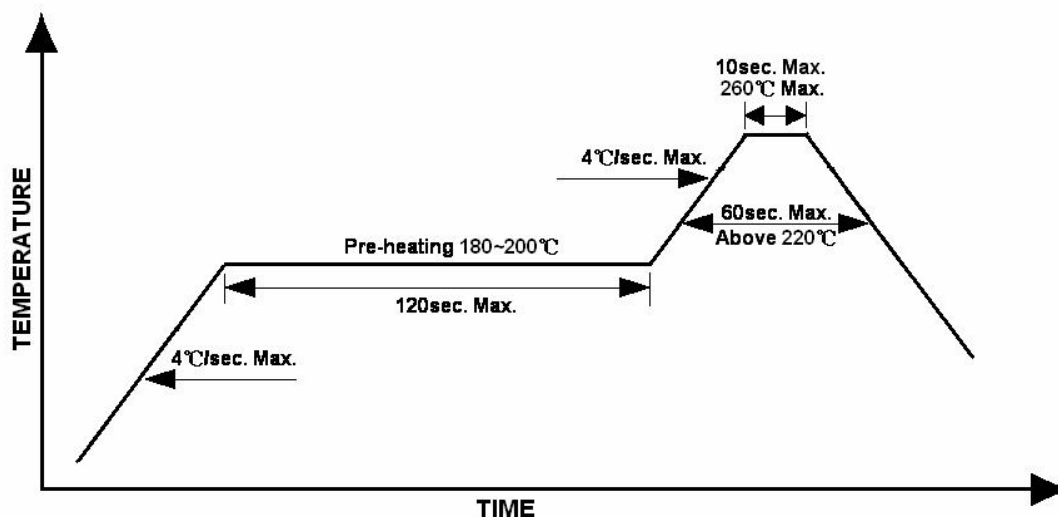 10sec. Max.
260℃ Max.
4℃/sec. Max.
60sec. Max.
Above 220℃
Pre-heating 180~200℃
120sec. Max.
4℃/sec. Max.
TEMPERATURE
TIME